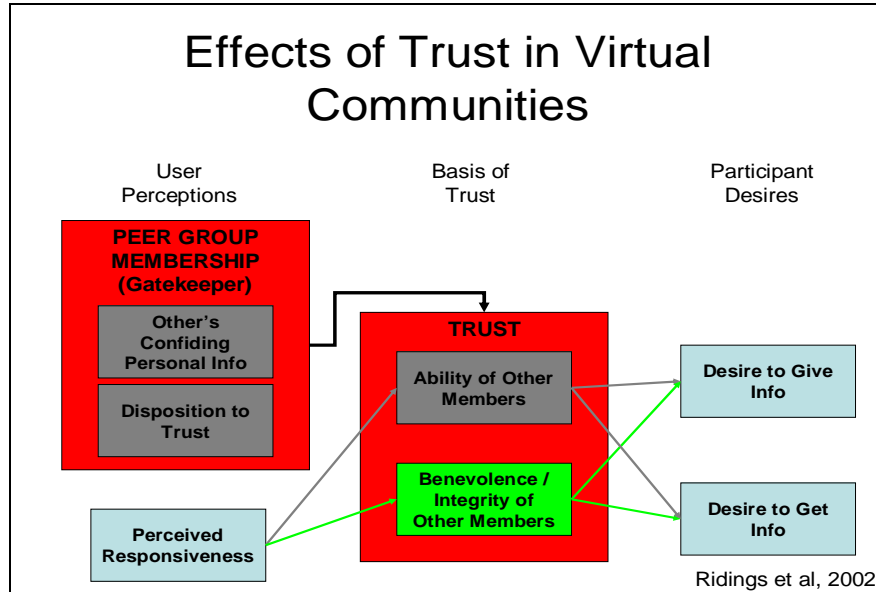 Effects of Trust in Virtual
Communities
User
Perceptions
Basis of
Trust
Participant
Desires
PEER GROUP
MEMBERSHIP
(Gatekeeper)
Other's
Confiding
Personal Info
Disposition to
Trust
Perceived
Responsiveness
TRUST
Ability of Other
Members
Benevolence /
Integrity of
Other Members
Desire to Give
Info
Desire to Get
Info
Ridings et al, 2002